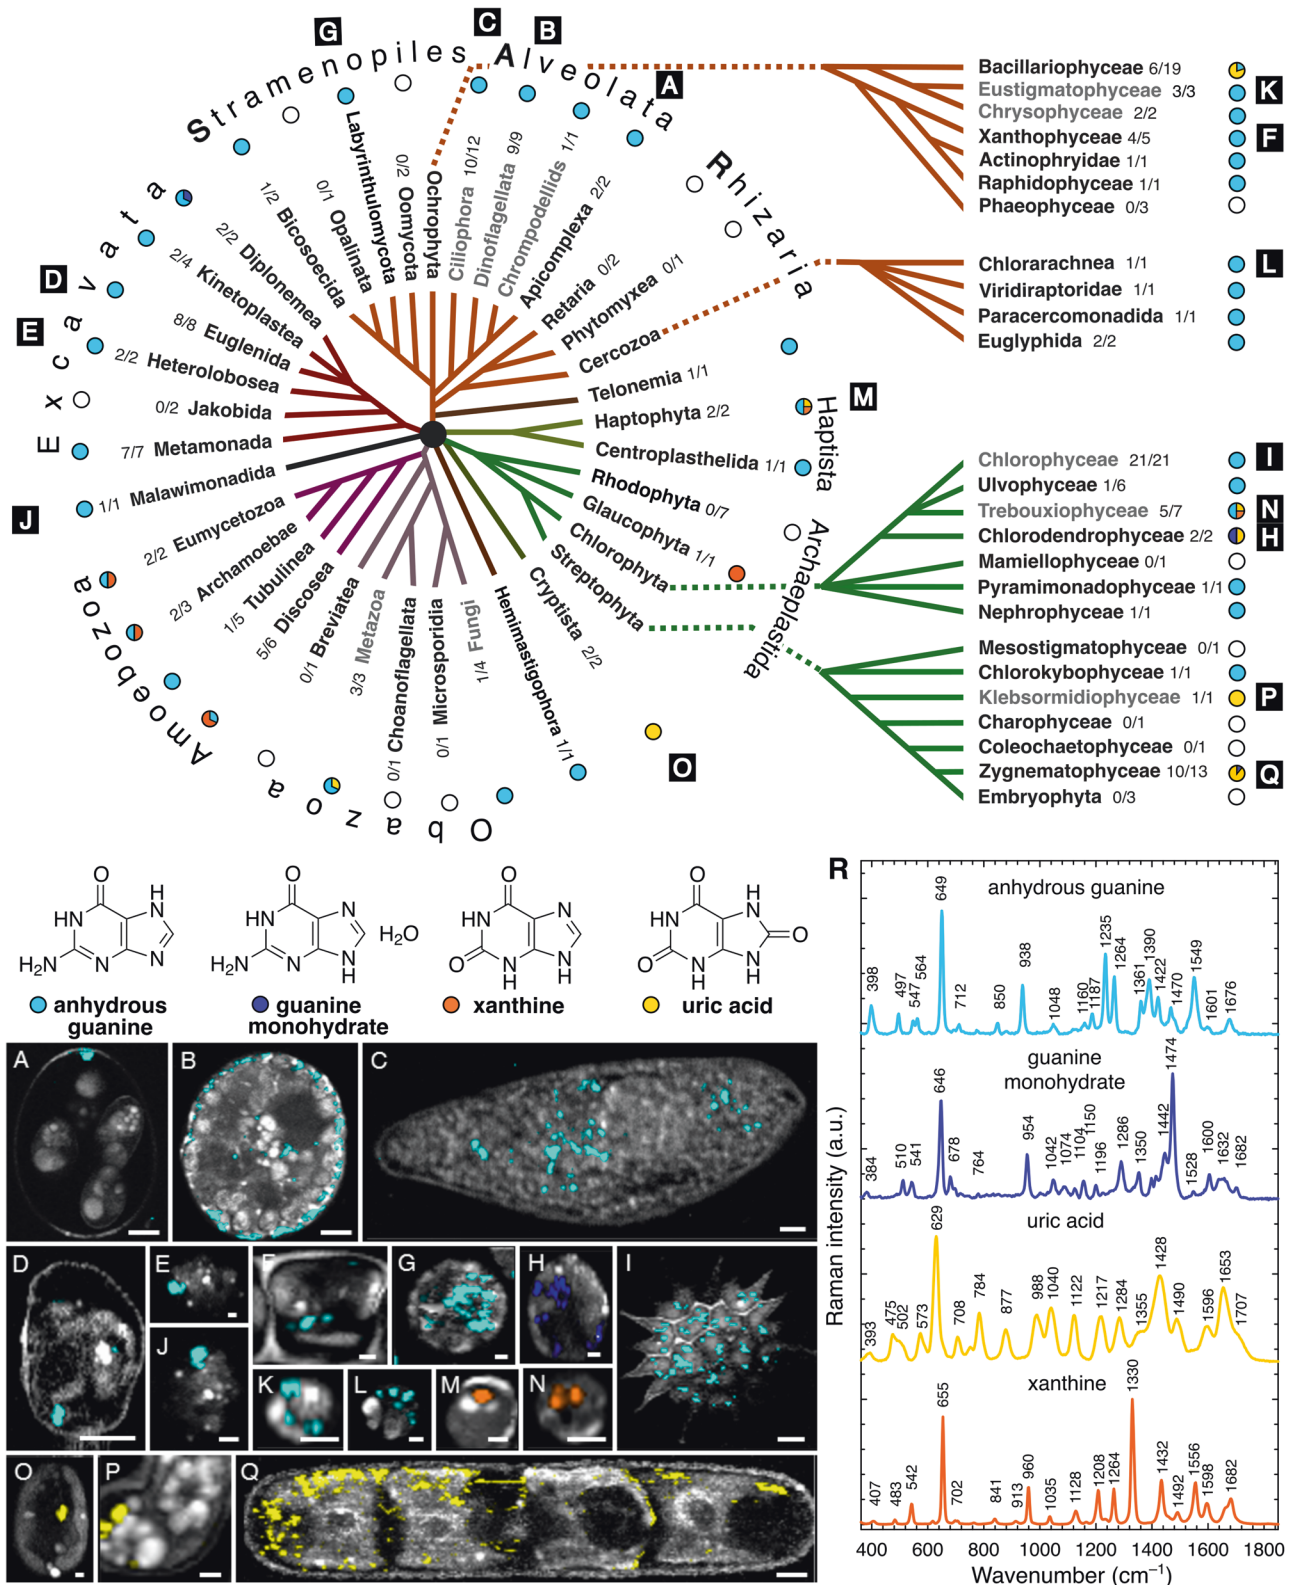 G
C
B
A
D
E
J
M
O
Stramenopiles
Alveolata
Rhizaria
Haptista
Archaeplastida
Obazoa
Amoebozoa
Excavata
2/2 Diplonemea
2/4 Kinetoplastea
8/8 Euglenida
2/2 Heterolobosea
0/2 Jakobida
7/7 Metamonada
1/1 Malawimonadida
2/2 Eumycetozoa
2/3 Archamoebae
1/5 Tubulinea
5/6 Discosea
0/1 Breviatea
3/3 Metazoa
0/1 Choanoflagellata
0/1 Microsporidia
1/4 Fungi
Hemimastigophora 1/1
Cryptista 2/2
Streptophyta
Chlorophyta
Glaucophyta 1/1
Rhodophyta 0/7
Centroplasthelida 1/1
Haptophyta 2/2
Telonemia 1/1
Cercozoa
Phytomyxea 0/1
Retaria 0/2
Apicomplexa 2/2
Chrompodellids 1/1
Dinoflagellata 9/9
Ciliophora 10/12
Ochrophyta
0/2 Oomycota
Labyrinthulomycota
0/1 Opalinata
1/2 Bicosoecida
Bacillariophyceae 6/19
Eustigmatophyceae 3/3 K
Chrysophyceae 2/2
Xanthophyceae 4/5 F
Actinophryidae 1/1
Raphidophyceae 1/1
Phaeophyceae 0/3
Chlorarachnea 1/1 L
Viridiraptoridae 1/1
Paracercomonadida 1/1
Euglyphida 2/2
Chlorophyceae 21/21 I
Ulvophyceae 1/6
Trebouxiophyceae 5/7 N
Chlorodendrophyceae 2/2 H
Mamiellophyceae 0/1
Pyramimonadophyceae 1/1
Nephrophyceae 1/1
Mesostigmatophyceae 0/1
Chlorokybophyceae 1/1
Klebsormidiophyceae 1/1 P
Charophyceae 0/1
Coleochaetophyceae 0/1
Zygnematophyceae 10/13 Q
Embryophyta 0/3
O H HN N H2N N N
O HN N H2N N N H H2O
O HN N O N N H H
O H HN N O O N N H H
anhydrous guanine
guanine monohydrate
xanthine
uric acid
A
B
C
D
E
F
G
H
I
J
K
L
M
N
O
P
Q
R
Raman intensity (a.u.)
anhydrous guanine
398 497 547 564 649 712 850 938 1048 1160 1187 1235 1264 1361 1390 1422 1470 1549 1601 1676
guanine
monohydrate
384 510 541 646 678 764 954 1042 1074 1104 1150 1196 1286 1350 1442 1474 1528 1600 1632 1682
uric acid
393 475 502 573 629 708 784 877 988 1040 1122 1217 1284 1355 1428 1490 1596 1653 1707
xanthine
407 483 542 655 702 841 913 960 1035 1128 1208 1264 1330 1432 1492 1556 1598 1682
400 600 800 1000 1200 1400 1600 1800
Wavenumber (cm⁻¹)